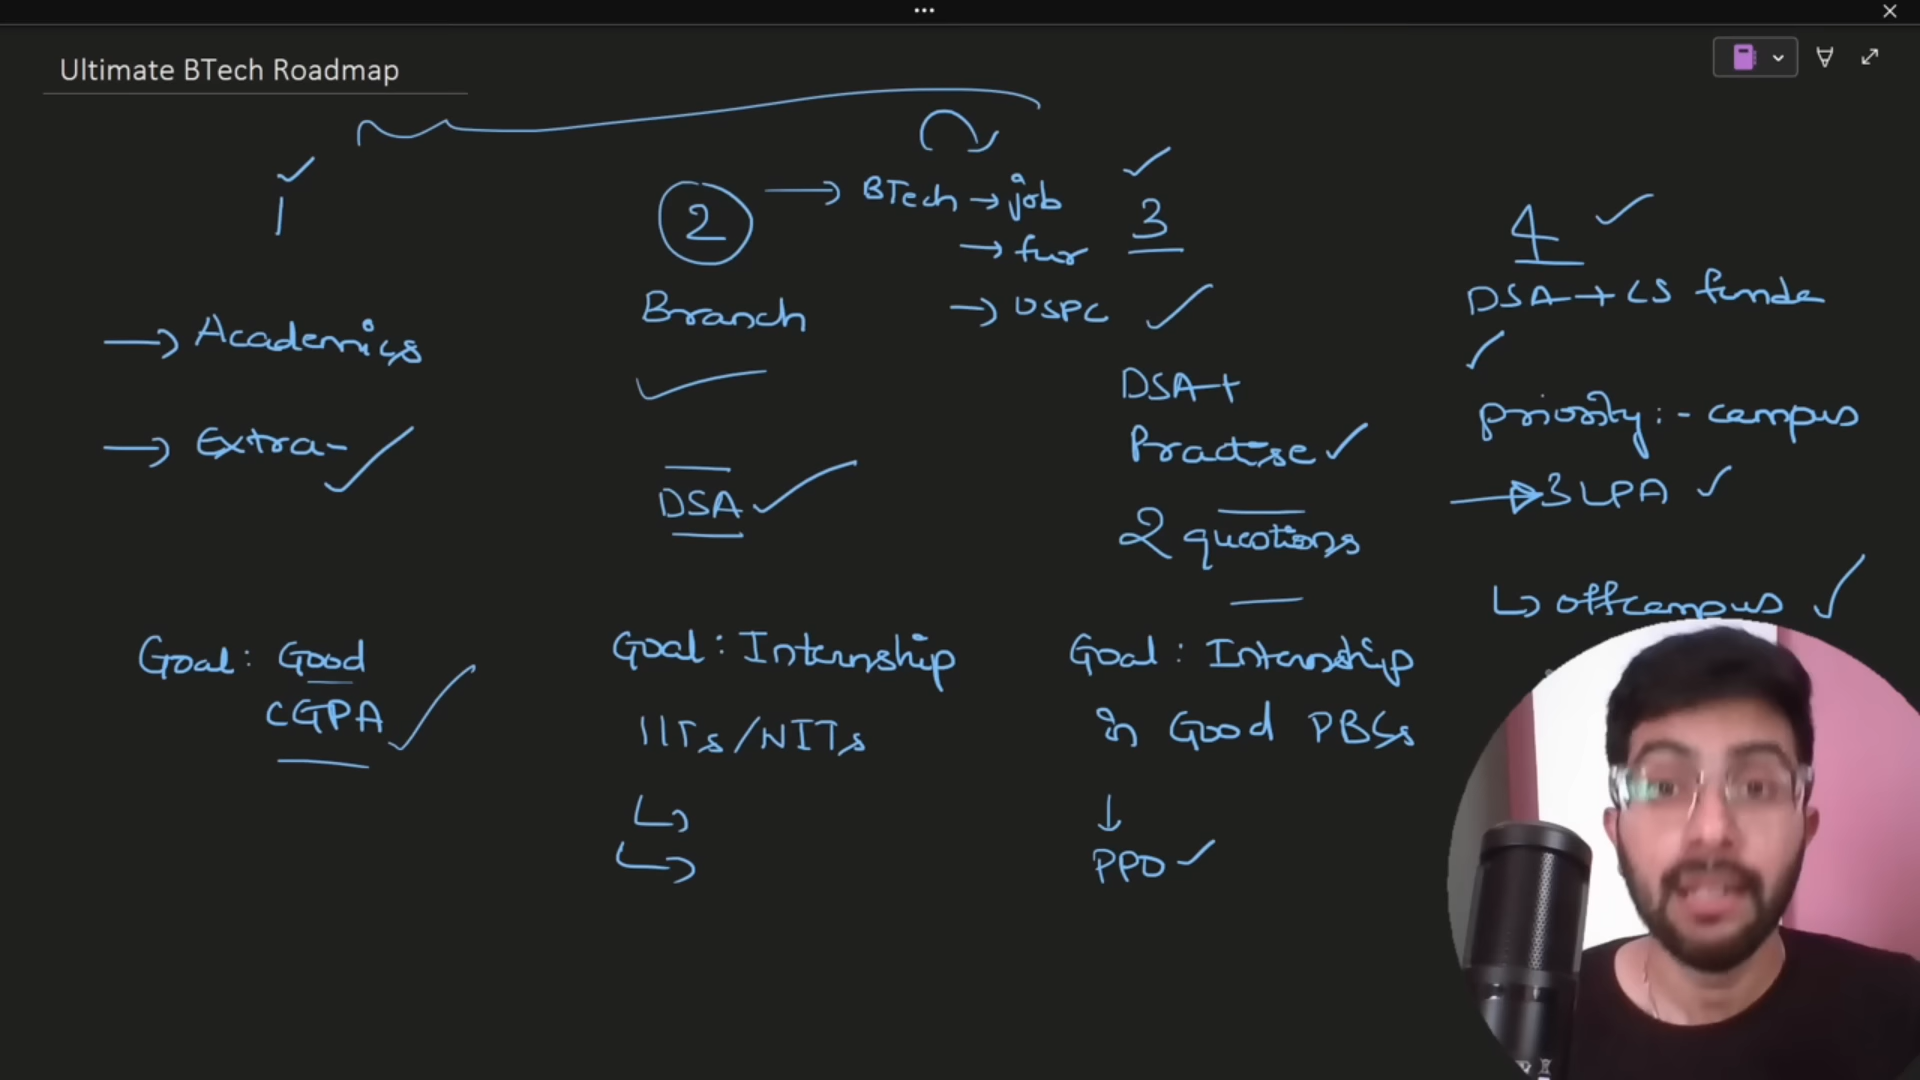 Ultimate BTech Roadmap
1
→ Academics
→ Extra-
Goal: Good
CGPA
2 → BTech → job
→ fur
→ USPC
Branch
DSA
Goal: Internship
IITs/NITs
3
DSA+
Practise
2 questions
Goal: Internship
in Good PBCs
↓
PPO
4
DSA + CS funda
priority:- campus
→ 3 LPA
↳ offcampus